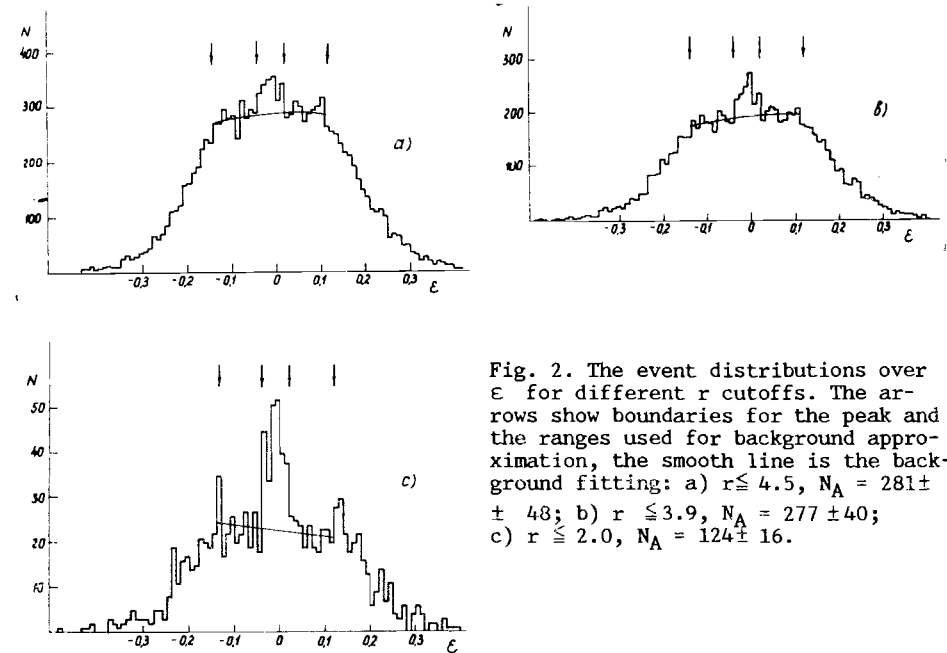 N
400
300
200
100
a)
-0,3 -0,2 -0,1 0 0,1 0,2 0,3
ε
N
300
200
100
в)
-0,3 -0,2 -0,1 0 0,1 0,2 0,3
ε
N
50
40
30
20
10
c)
-0,3 -0,2 -0,1 0 0,1 0,2 0,3
ε
Fig. 2. The event distributions over
ε for different r cutoffs. The ar-
rows show boundaries for the peak and
the ranges used for background appro-
ximation, the smooth line is the back-
ground fitting: a) r≦ 4.5, N_A = 281±
± 48; b) r ≦3.9, N_A = 277 ±40;
c) r ≦ 2.0, N_A = 124± 16.